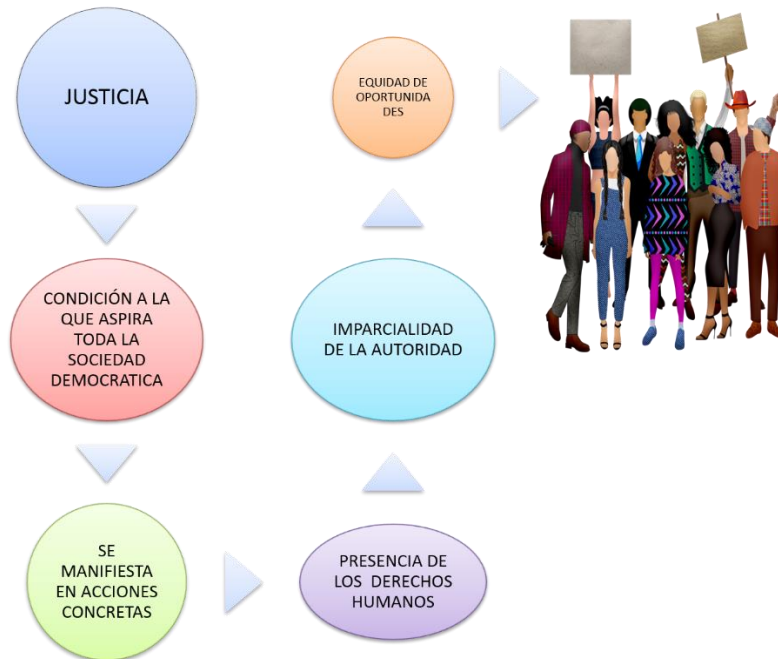 JUSTICIA
CONDICIÓN A LA
QUE ASPIRA
TODA LA
SOCIEDAD
DEMOCRATICA
SE
MANIFIESTA
EN ACCIONES
CONCRETAS
PRESENCIA DE
LOS DERECHOS
HUMANOS
IMPARCIALIDAD
DE LA AUTORIDAD
EQUIDAD DE
OPORTUNIDA
DES